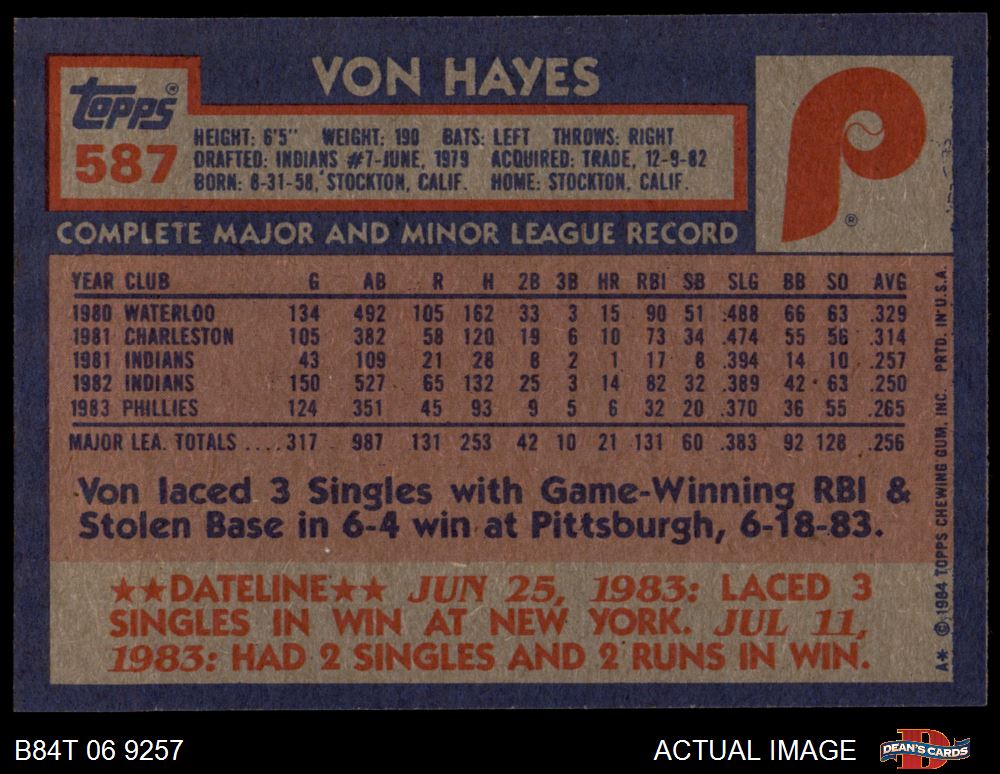 VON HAYES
topps®
587
HEIGHT: 6'5" WEIGHT: 190 BATS: LEFT THROWS: RIGHT
DRAFTED: INDIANS #7-JUNE, 1979 ACQUIRED: TRADE, 12-9-82
BORN: 8-31-58, STOCKTON, CALIF. HOME: STOCKTON, CALIF.
P
®
COMPLETE MAJOR AND MINOR LEAGUE RECORD
YEAR CLUB G AB R H 2B 3B HR RBI SB SLG BB SO AVG
1980 WATERLOO 134 492 105 162 33 3 15 90 51 .488 66 63 .329
1981 CHARLESTON 105 382 58 120 19 6 10 73 34 .474 55 56 .314
1981 INDIANS 43 109 21 28 8 2 1 17 8 .394 14 10 .257
1982 INDIANS 150 527 65 132 25 3 14 82 32 .389 42 63 .250
1983 PHILLIES 124 351 45 93 9 5 6 32 20 .370 36 55 .265
MAJOR LEA. TOTALS ....317 987 131 253 42 10 21 131 60 .383 92 128 .256
Von laced 3 Singles with Game-Winning RBI &
Stolen Base in 6-4 win at Pittsburgh, 6-18-83.
★★DATELINE★★ JUN 25, 1983: LACED 3
SINGLES IN WIN AT NEW YORK. JUL 11,
1983: HAD 2 SINGLES AND 2 RUNS IN WIN.
A* © 1984 TOPPS CHEWING GUM, INC. PRTD. IN U.S.A.
B84T 06 9257
ACTUAL IMAGE
DEAN'S CARDS